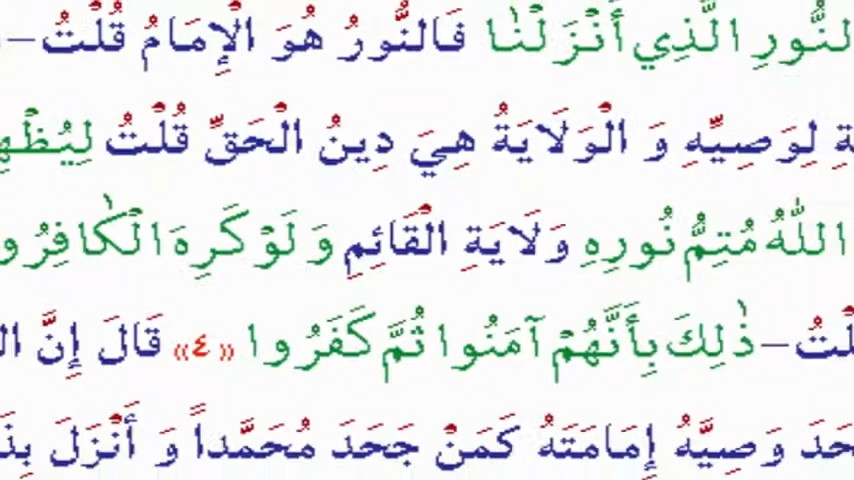 النُّورِ الَّذِي أَنْزَلْنَا فَالنُّورُ هُوَ الْإِمَامُ قُلْتُ–
لِوَصِيِّهِ وَ الْوَلَايَةُ هِيَ دِينُ الْحَقِّ قُلْتُ
اللَّهُ مُتِمُّ نُورِهِ وَلَايَةِ الْقَائِمِ وَ لَوْ كَرِهَ الْكَافِرُو
ذٰلِكَ بِأَنَّهُمْ آمَنُوا ثُمَّ كَفَرُوا «٤» قَالَ إِنَّ
وَصِيَّهُ إِمَامَتَهُ كَمَنْ جَحَدَ مُحَمَّداً وَ أَنْزَلَ